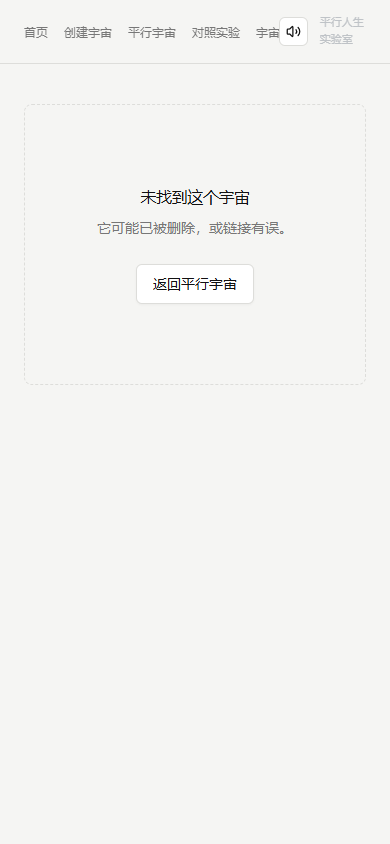 首页 创建宇宙 平行宇宙 对照实验 宇宙
平行人生
实验室
未找到这个宇宙
它可能已被删除，或链接有误。
返回平行宇宙